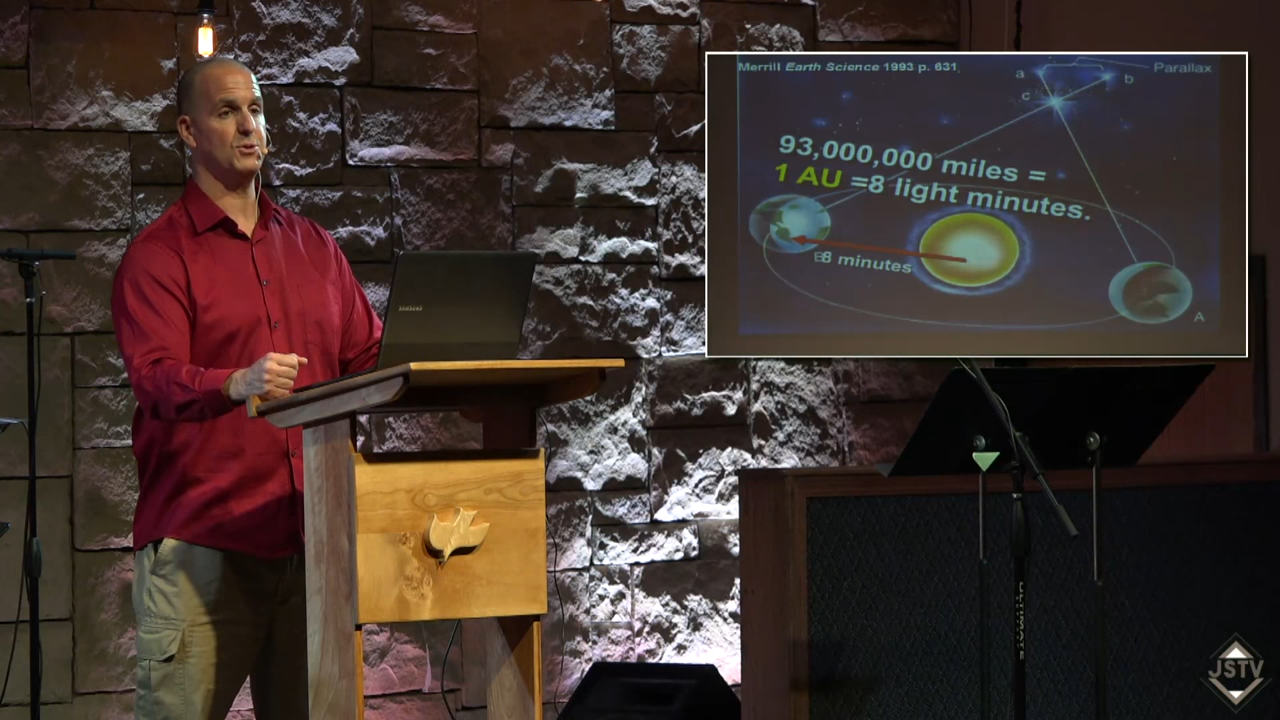 Merrill Earth Science 1993 p. 631
Parallax
a
b
c
93,000,000 miles =
1 AU =8 light minutes.
B
8 minutes
A
SAMSUNG
ULTIMATE
JSTV